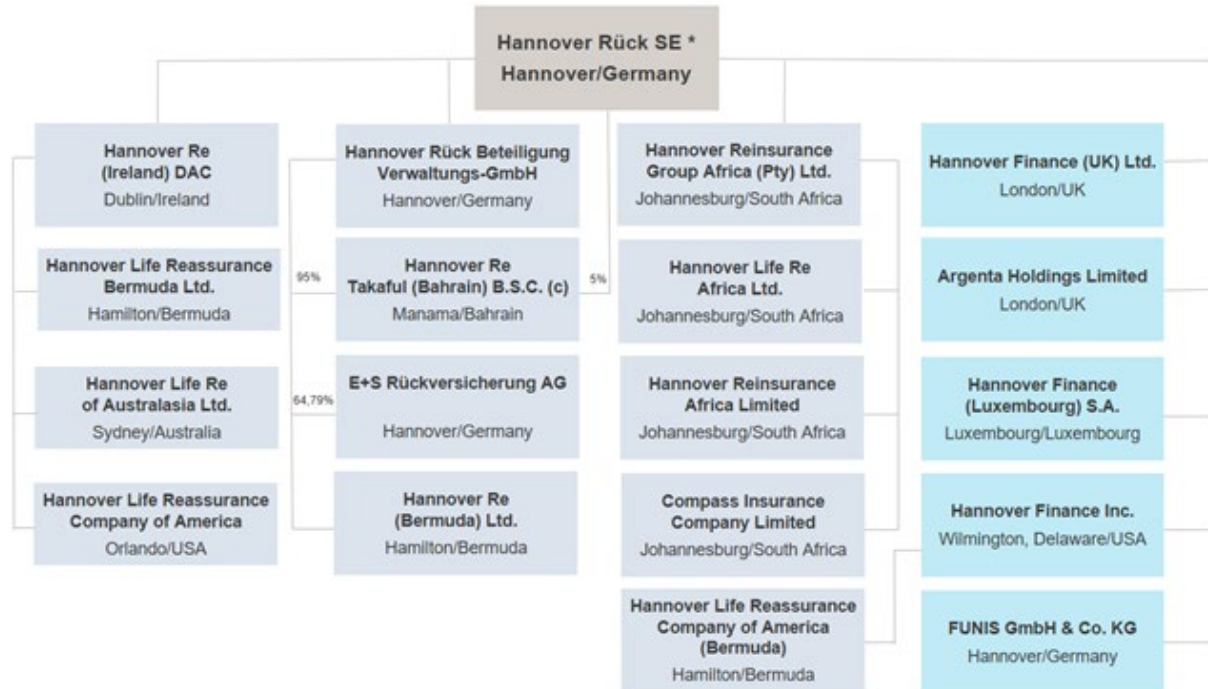 Hannover Rück SE *
Hannover/Germany
Hannover Re
(Ireland) DAC
Dublin/Ireland
Hannover Life Reassurance
Bermuda Ltd.
Hamilton/Bermuda
Hannover Life Re
of Australasia Ltd.
Sydney/Australia
Hannover Life Reassurance
Company of America
Orlando/USA
Hannover Rück Beteiligung
Verwaltungs-GmbH
Hannover/Germany
95%
Hannover Re
Takaful (Bahrain) B.S.C. (c)
Manama/Bahrain
5%
64,79%
E+S Rückversicherung AG
Hannover/Germany
Hannover Re
(Bermuda) Ltd.
Hamilton/Bermuda
Hannover Reinsurance
Group Africa (Pty) Ltd.
Johannesburg/South Africa
Hannover Life Re
Africa Ltd.
Johannesburg/South Africa
Hannover Reinsurance
Africa Limited
Johannesburg/South Africa
Compass Insurance
Company Limited
Johannesburg/South Africa
Hannover Life Reassurance
Company of America
(Bermuda)
Hamilton/Bermuda
Hannover Finance (UK) Ltd.
London/UK
Argenta Holdings Limited
London/UK
Hannover Finance
(Luxembourg) S.A.
Luxembourg/Luxembourg
Hannover Finance Inc.
Wilmington, Delaware/USA
FUNIS GmbH & Co. KG
Hannover/Germany